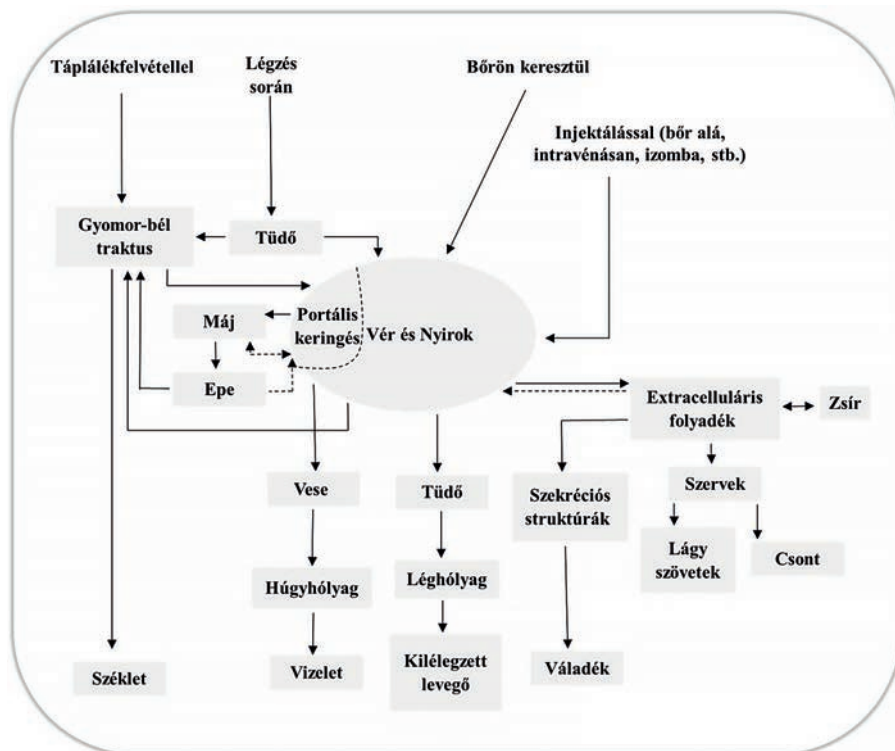 Táplálékfelvétellel
Légzés
során
Bőrön keresztül
Injektálással (bőr alá,
intravénásan, izomba, stb.)
Gyomor-bél
traktus
Tüdő
Máj
Portális
keringés
Vér és Nyirok
Epe
Extracelluláris
folyadék
Zsír
Vese
Tüdő
Szekréciós
struktúrák
Szervek
Lágy
szövetek
Csont
Húgyhólyag
Léghólyag
Széklet
Vizelet
Kilélegzett
levegő
Váladék